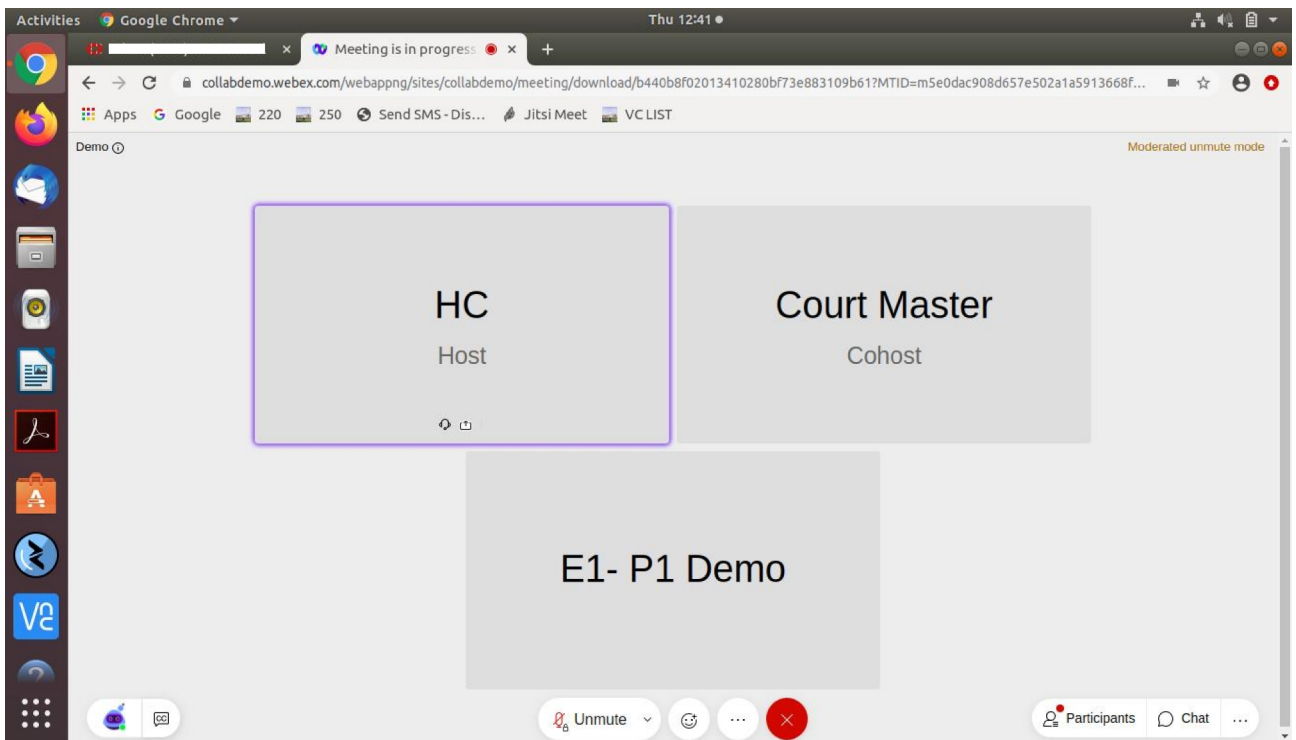 Activities Google Chrome Thu 12:41
Meeting is in progress
collabdemo.webex.com/webappng/sites/collabdemo/meeting/download/b440b8f02013410280bf73e883109b61?MTID=m5e0dac908d657e502a1a5913668f...
Apps Google 220 250 Send SMS - Dis... Jitsi Meet VC LIST
Demo Moderated unmute mode
HC Court Master
Host Cohost
E1- P1 Demo
CC Unmute Participants Chat